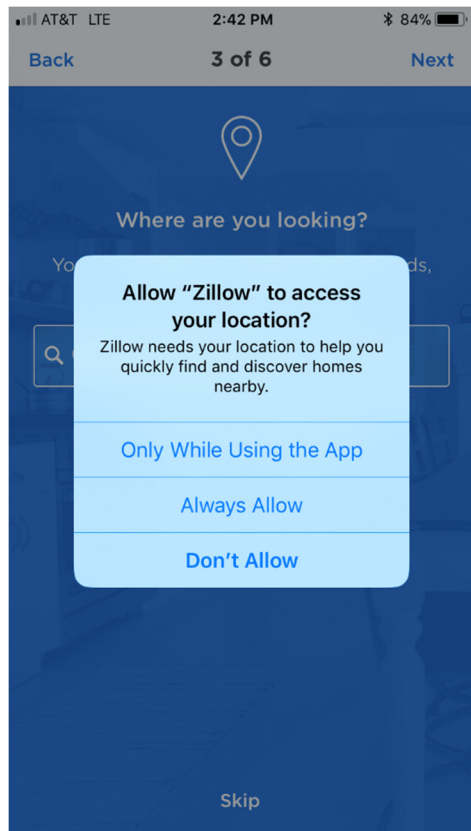 AT&T LTE 2:42 PM 84%
Back 3 of 6 Next
Where are you looking?
Allow “Zillow” to access
your location?
Zillow needs your location to help you
quickly find and discover homes
nearby.
Only While Using the App
Always Allow
Don’t Allow
Skip